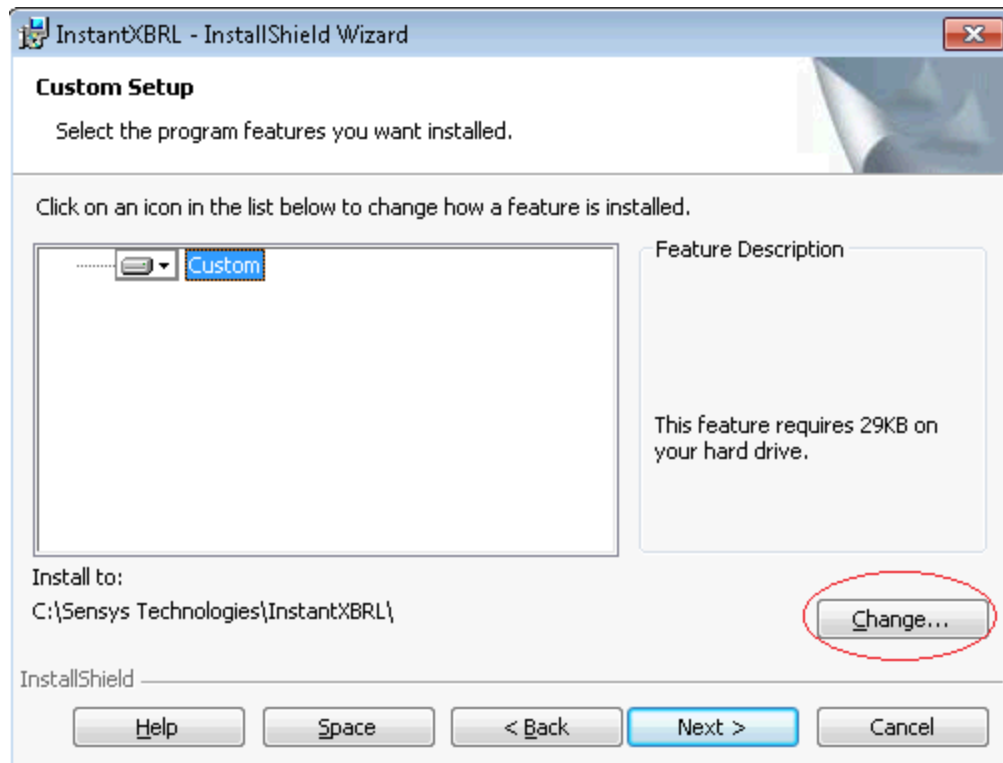 InstantXBRL - InstallShield Wizard
Custom Setup
Select the program features you want installed.
Click on an icon in the list below to change how a feature is installed.
Custom
Feature Description
This feature requires 29KB on
your hard drive.
Install to:
C:\Sensys Technologies\InstantXBRL\
Change...
InstallShield
Help
Space
< Back
Next >
Cancel